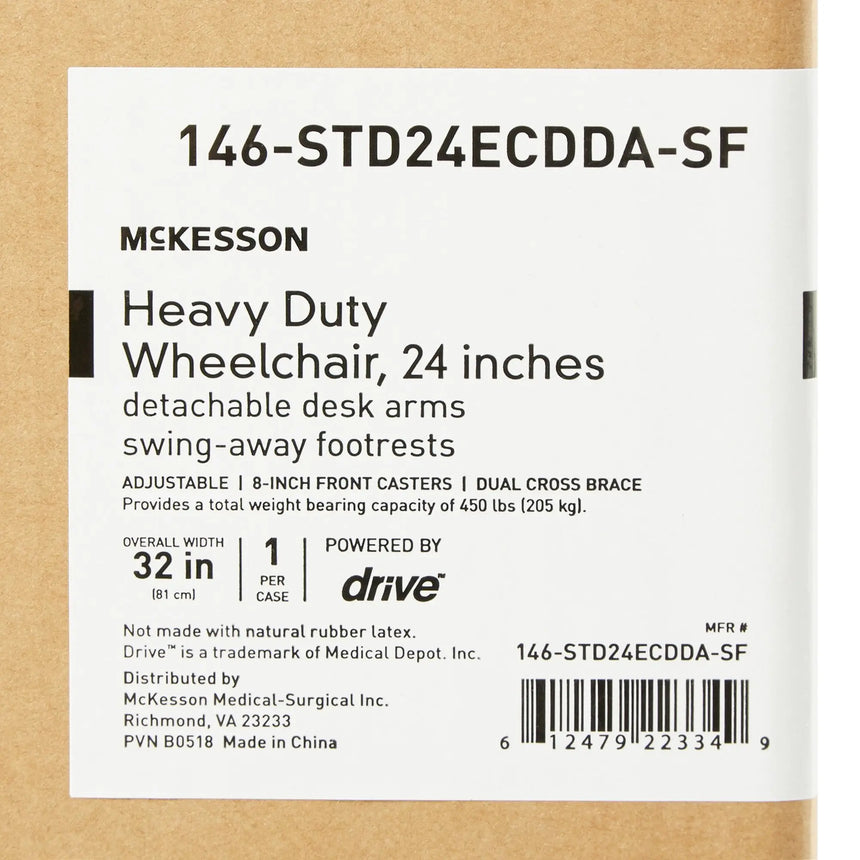 146-STD24ECDDA-SF
McKESSON
Heavy Duty
Wheelchair, 24 inches
detachable desk arms
swing-away footrests
ADJUSTABLE | 8-INCH FRONT CASTERS | DUAL CROSS BRACE
Provides a total weight bearing capacity of 450 lbs (205 kg).
OVERALL WIDTH
32 in
(81 cm)
1
PER
CASE
POWERED BY
drive™
Not made with natural rubber latex.
Drive™ is a trademark of Medical Depot. Inc.
Distributed by
McKesson Medical-Surgical Inc.
Richmond, VA 23233
PVN B0518 Made in China
MFR #
146-STD24ECDDA-SF
6 12479 22334 9